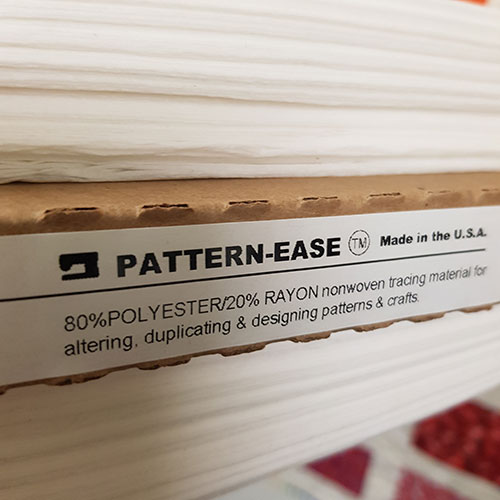 PATTERN-EASE TM Made in the U.S.A.
80%POLYESTER/20% RAYON nonwoven tracing material for
altering, duplicating & designing patterns & crafts.